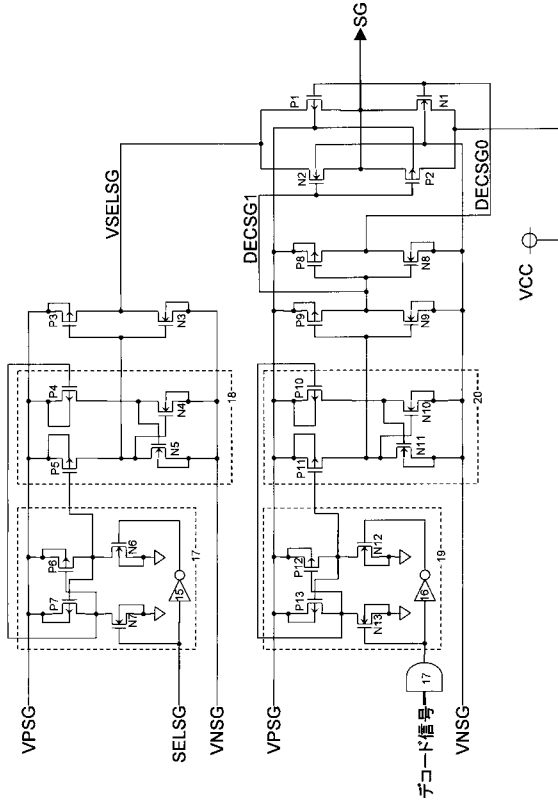 VPSG
SELSG
VNSG
P7
P6
N7
N6
15
17
P5
P4
N5
N4
18
P3
N3
VSELSG
VPSG
デコード信号
VNSG
17
P13
P12
N13
N12
16
19
P11
P10
N11
N10
20
P9
N9
P8
N8
DECSG1
DECSG0
N2
P2
P1
N1
SG
VCC